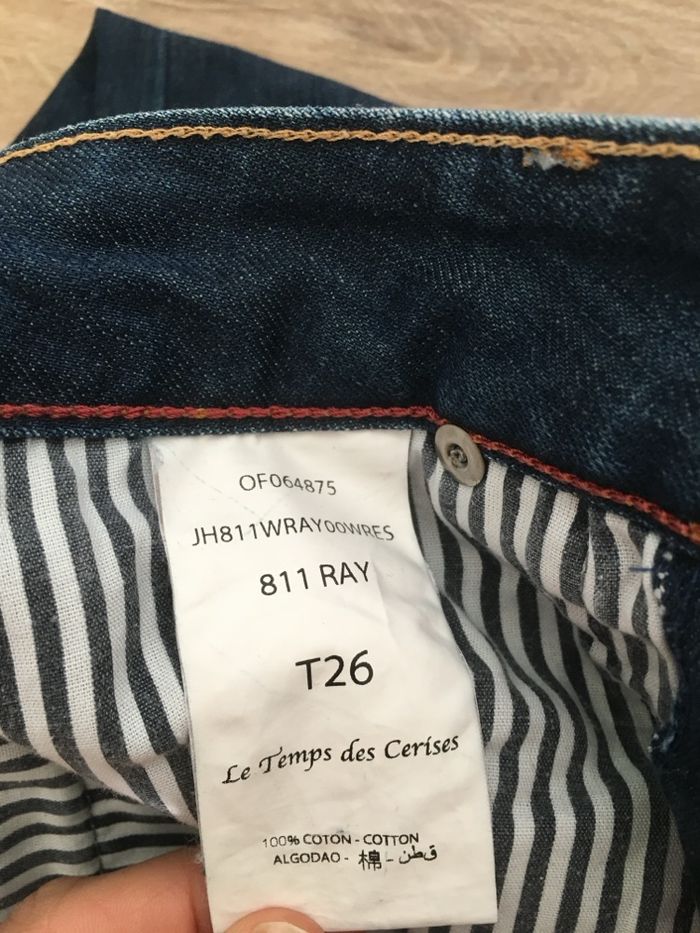 OF064875
JH811WRAY00WRES
811 RAY
T26
Le Temps des Cerises
100% COTON - COTTON
ALGODAO - 棉 - قطن